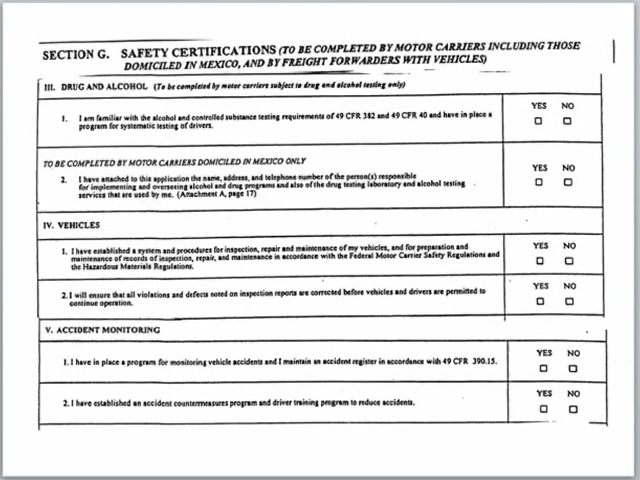 SECTION G. SAFETY CERTIFICATIONS (TO BE COMPLETED BY MOTOR CARRIERS INCLUDING THOSE
DOMICILED IN MEXICO, AND BY FREIGHT FORWARDERS WITH VEHICLES)
III. DRUG AND ALCOHOL (To be completed by motor carriers subject to drug and alcohol testing only)
YES NO
1. I am familiar with the alcohol and controlled substance testing requirements of 49 CFR 382 and 49 CFR 40 and have in place a
program for systematic testing of drivers.
TO BE COMPLETED BY MOTOR CARRIERS DOMICILED IN MEXICO ONLY
YES NO
2. I have attached to this application the name, address, and telephone number of the person(s) responsible
for implementing and overseeing alcohol and drug programs and also of the drug testing laboratory and alcohol testing
services that are used by me. (Attachment A, page 17)
IV. VEHICLES
YES NO
1. I have established a system and procedures for inspection, repair and maintenance of my vehicles, and for preparation and
maintenance of records of inspection, repair, and maintenance in accordance with the Federal Motor Carrier Safety Regulations and
the Hazardous Materials Regulations.
YES NO
2. I will ensure that all violations and defects noted on inspection reports are corrected before vehicles and drivers are permitted to
continue operation.
V. ACCIDENT MONITORING
YES NO
1. I have in place a program for monitoring vehicle accidents and I maintain an accident register in accordance with 49 CFR 390.15.
YES NO
2. I have established an accident countermeasures program and driver training program to reduce accidents.